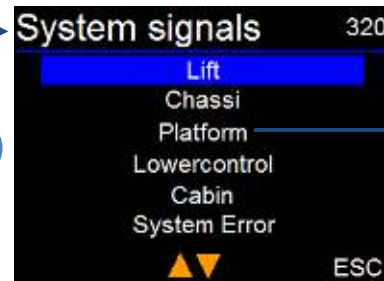 System signals 320
Lift
Chassi
Platform
Lowercontrol
Cabin
System Error
ESC